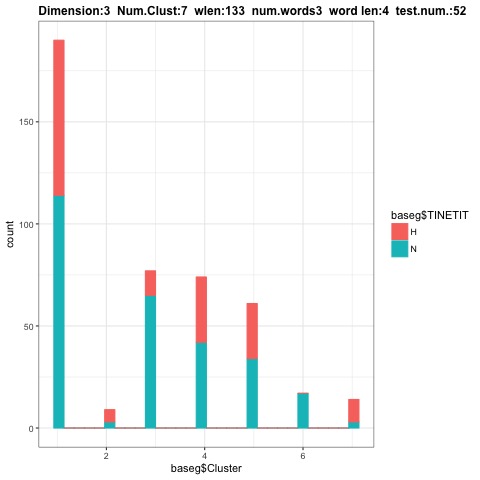 Dimension:3 Num.Clust:7 wlen:133 num.words3 word len:4 test.num.:52
150
100
50
0
count
2
4
6
baseg$Cluster
baseg$TINETIT
H
N